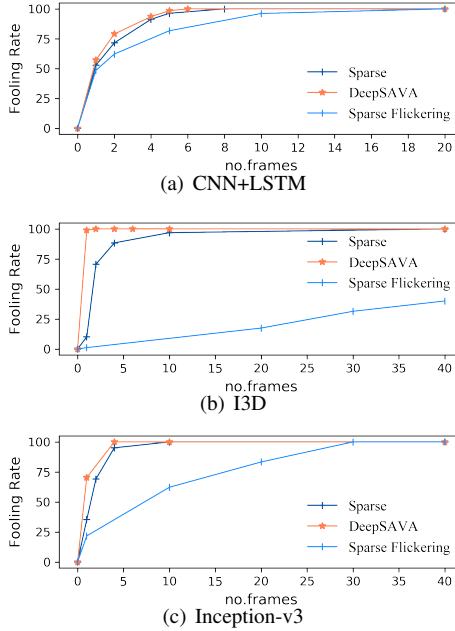 Fooling Rate
100
75
50
25
0
Sparse
DeepSAVA
Sparse Flickering
0 2 4 6 8 10 12 14 16 18 20
no.frames
(a) CNN+LSTM
Fooling Rate
100
75
50
25
0
Sparse
DeepSAVA
Sparse Flickering
0 5 10 15 20 25 30 35 40
no.frames
(b) I3D
Fooling Rate
100
75
50
25
0
Sparse
DeepSAVA
Sparse Flickering
0 5 10 15 20 25 30 35 40
no.frames
(c) Inception-v3